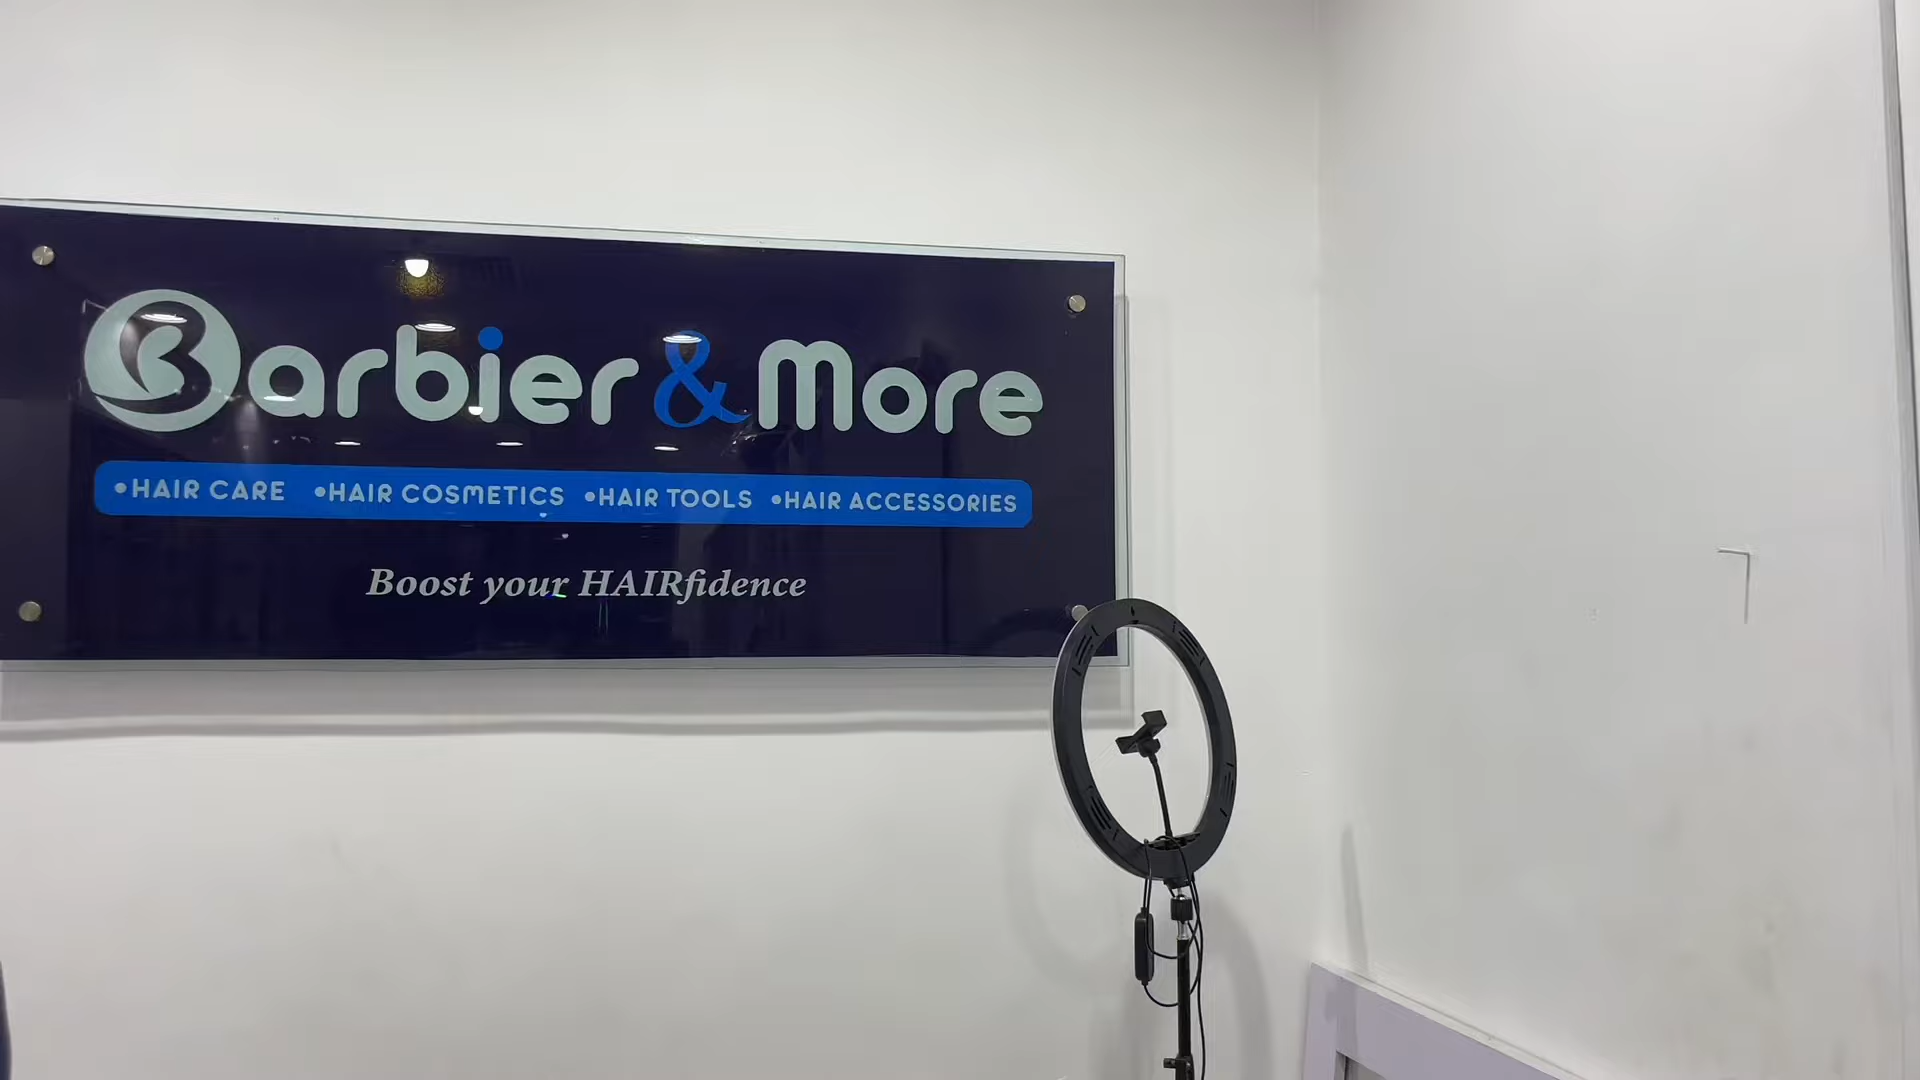 Barbier & More
•HAIR CARE •HAIR COSMETICS •HAIR TOOLS •HAIR ACCESSORIES
Boost your HAIRfidence